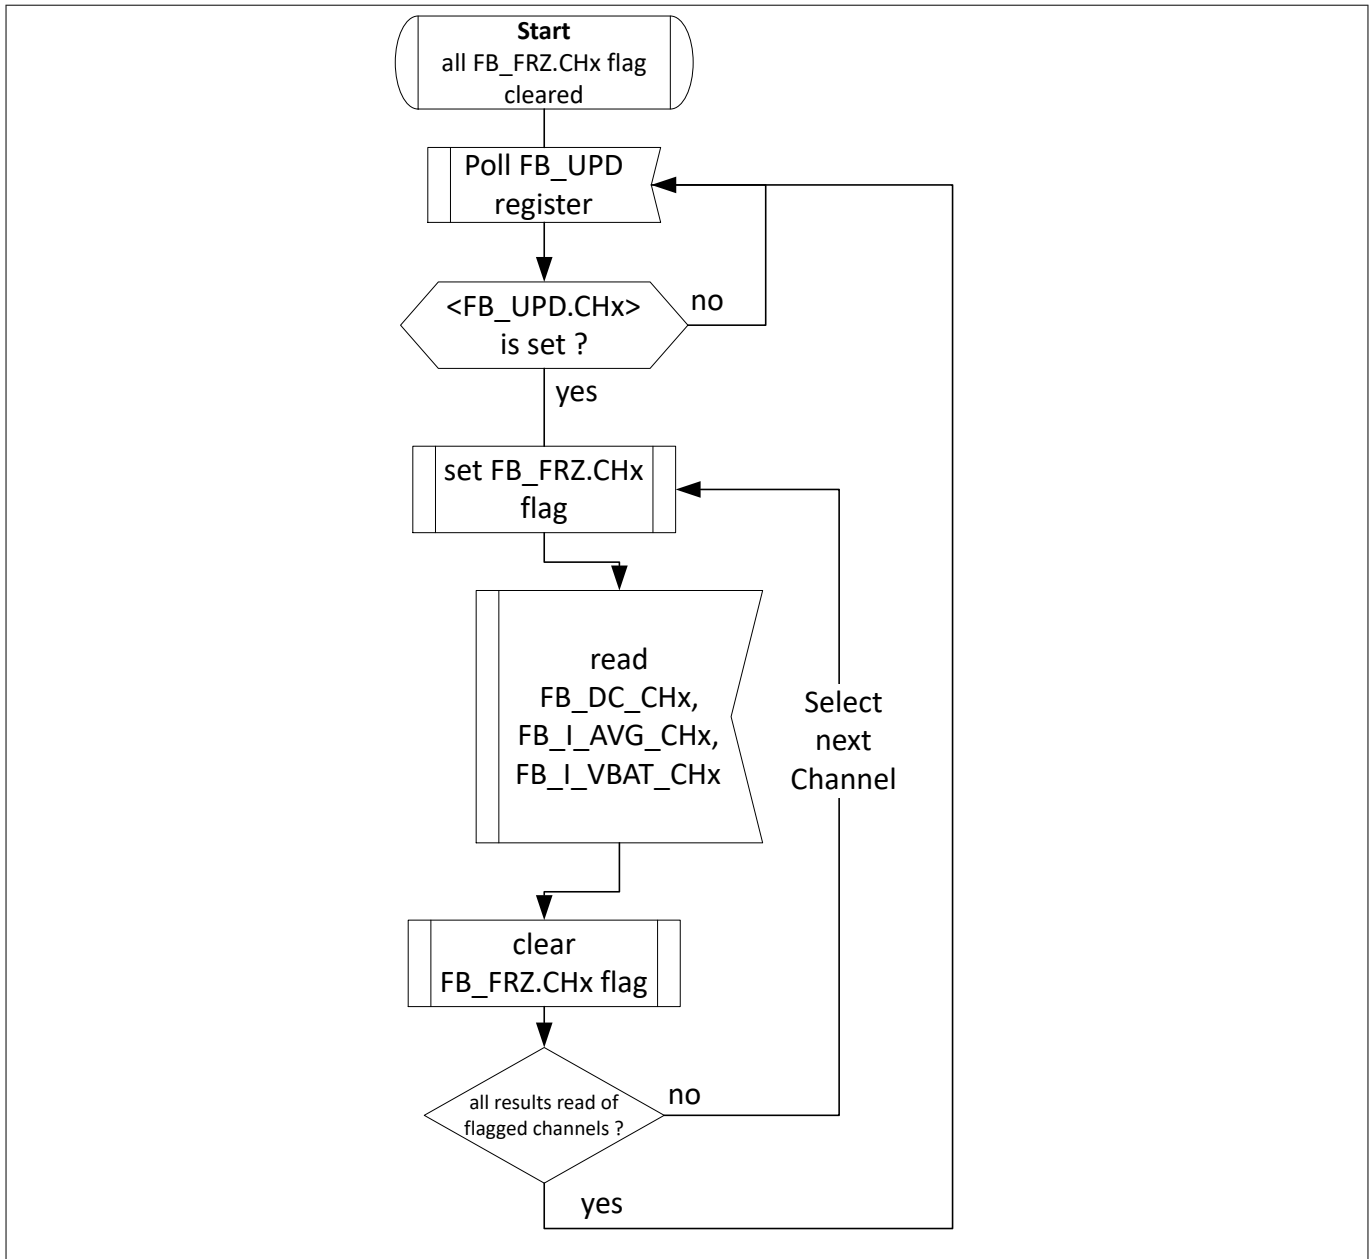 Start
all FB_FRZ.CHx flag
cleared
Poll FB_UPD
register
<FB_UPD.CHx>
is set ?
no
yes
set FB_FRZ.CHx
flag
read
FB_DC_CHx,
FB_I_AVG_CHx,
FB_I_VBAT_CHx
Select
next
Channel
clear
FB_FRZ.CHx flag
all results read of
flagged channels ?
no
yes